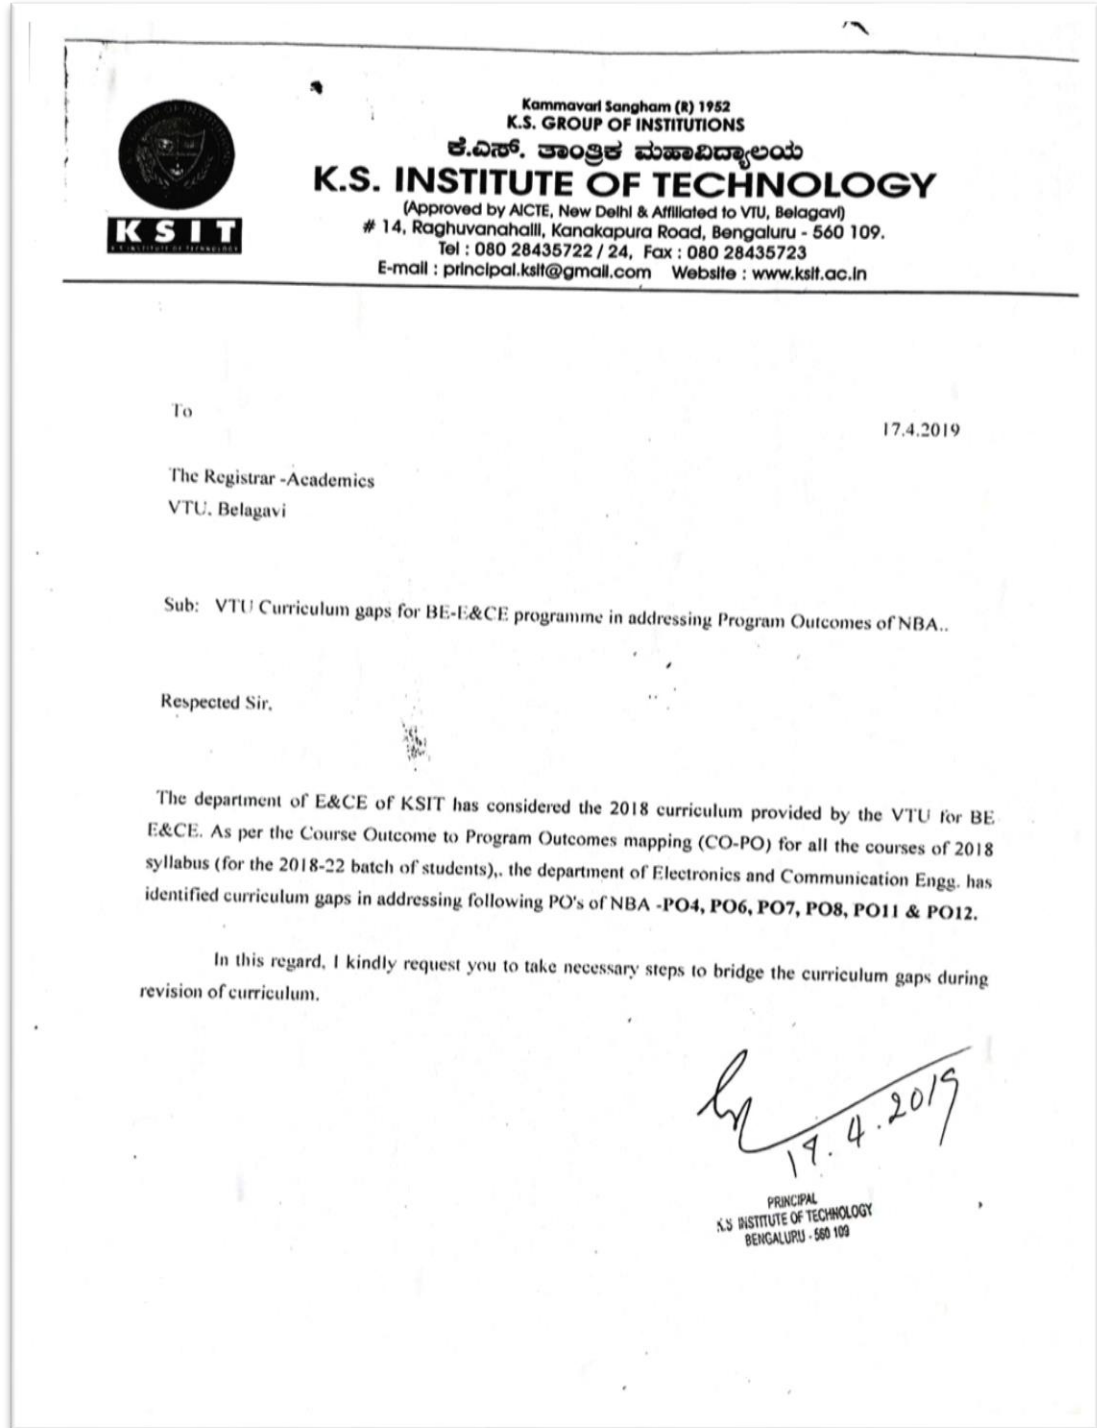 Kammavari Sangham (R) 1952
K.S. GROUP OF INSTITUTIONS
ಕೆ.ಎಸ್. ತಾಂತ್ರಿಕ ಮಹಾವಿದ್ಯಾಲಯ
K.S. INSTITUTE OF TECHNOLOGY
(Approved by AICTE, New Delhi & Affiliated to VTU, Belagavi)
# 14, Raghuvanahalli, Kanakapura Road, Bengaluru - 560 109.
Tel : 080 28435722 / 24, Fax : 080 28435723
E-mail : principal.ksit@gmail.com Website : www.ksit.ac.in
KSIT
K S INSTITUTE OF TECHNOLOGY
To
17.4.2019
The Registrar -Academics
VTU. Belagavi
Sub: VTU Curriculum gaps for BE-E&CE programme in addressing Program Outcomes of NBA..
Respected Sir,
The department of E&CE of KSIT has considered the 2018 curriculum provided by the VTU for BE
E&CE. As per the Course Outcome to Program Outcomes mapping (CO-PO) for all the courses of 2018
syllabus (for the 2018-22 batch of students),. the department of Electronics and Communication Engg. has
identified curriculum gaps in addressing following PO's of NBA -PO4, PO6, PO7, PO8, PO11 & PO12.
In this regard, I kindly request you to take necessary steps to bridge the curriculum gaps during
revision of curriculum.
17.4.2019
PRINCIPAL
K.S INSTITUTE OF TECHNOLOGY
BENGALURU - 560 109